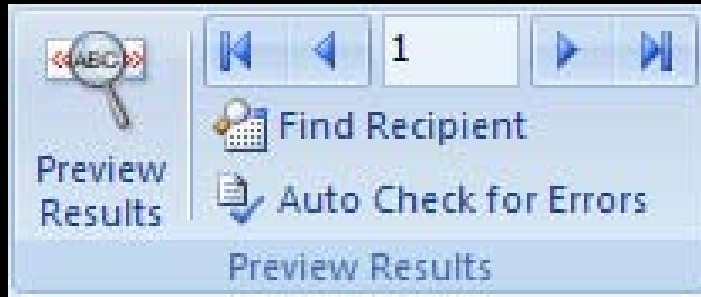 «ABC»
1
Find Recipient
Preview
Results
Auto Check for Errors
Preview Results